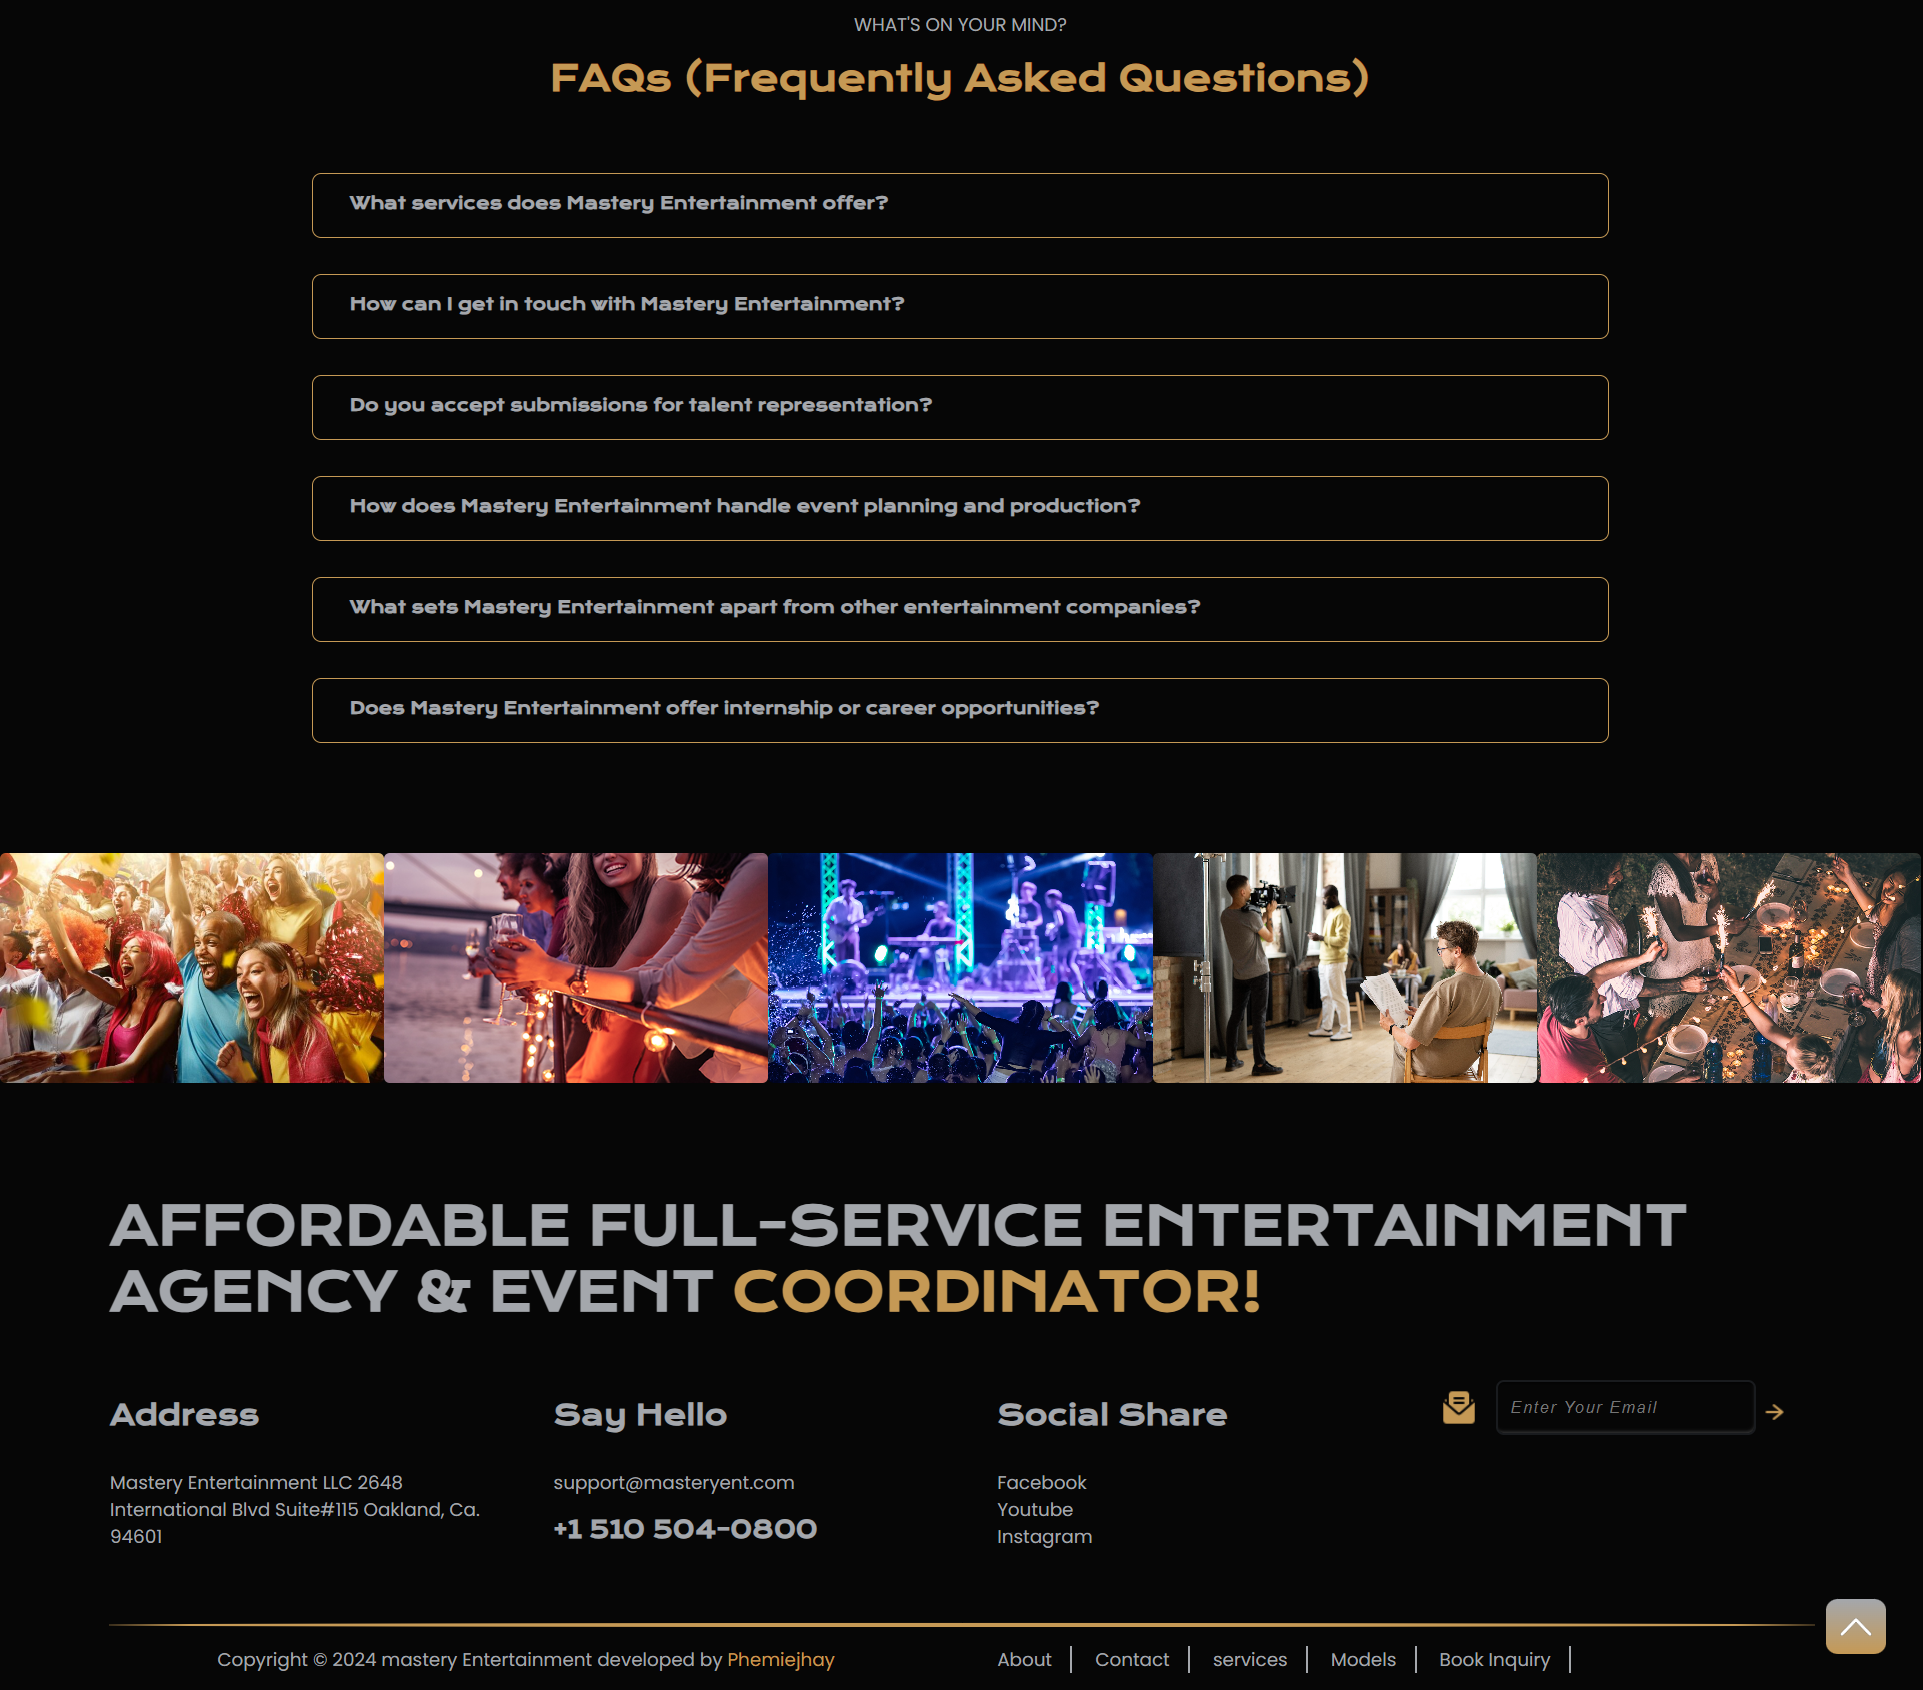 WHAT'S ON YOUR MIND?
FAQs (Frequently Asked Questions)
What services does Mastery Entertainment offer?
How can I get in touch with Mastery Entertainment?
Do you accept submissions for talent representation?
How does Mastery Entertainment handle event planning and production?
What sets Mastery Entertainment apart from other entertainment companies?
Does Mastery Entertainment offer internship or career opportunities?
AFFORDABLE FULL-SERVICE ENTERTAINMENT
AGENCY & EVENT COORDINATOR!
Address
Mastery Entertainment LLC 2648
International Blvd Suite#115 Oakland, Ca.
94601
Say Hello
support@masteryent.com
+1 510 504-0800
Social Share
Facebook
Youtube
Instagram
Enter Your Email
Copyright © 2024 mastery Entertainment developed by Phemiejhay
About
Contact
services
Models
Book Inquiry